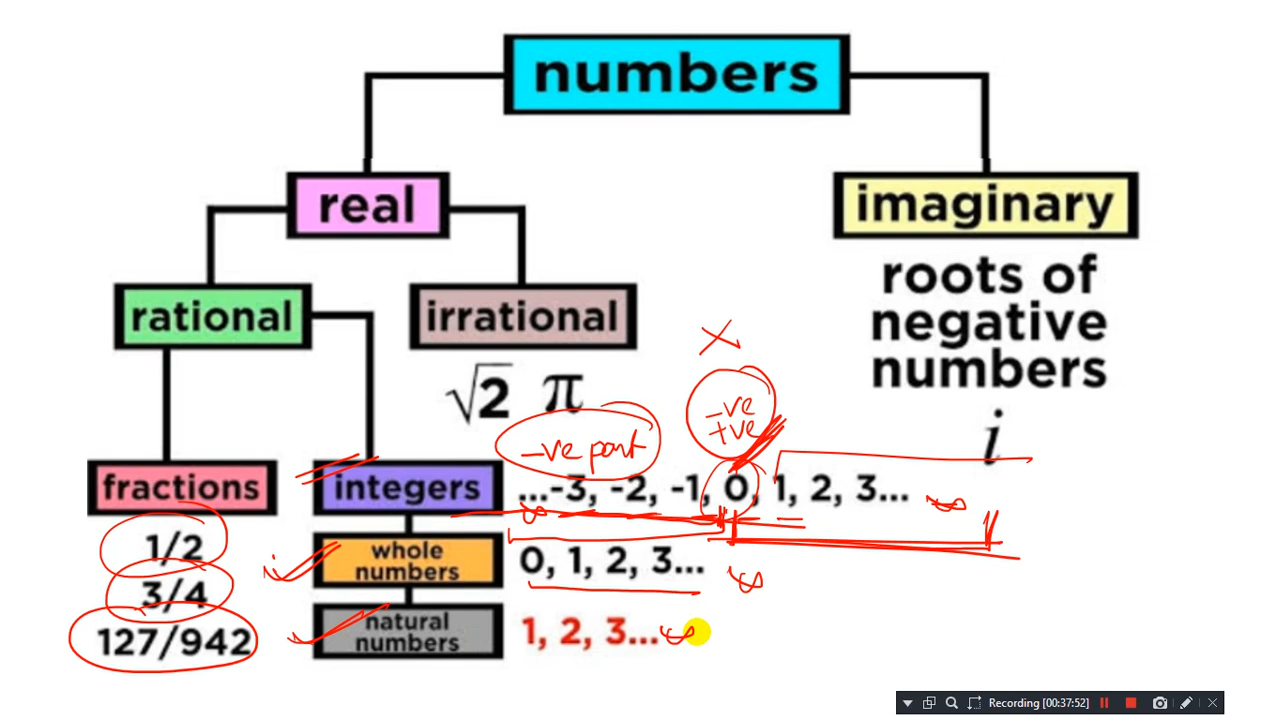 numbers
real
imaginary
roots of
negative
numbers
i
rational
irrational
√2 π
X
-ve
+ve
-ve part
fractions
integers
...-3, -2, -1, 0, 1, 2, 3...
1/2
3/4
127/942
whole
numbers
0, 1, 2, 3...
natural
numbers
1, 2, 3...
Recording [00:37:52]